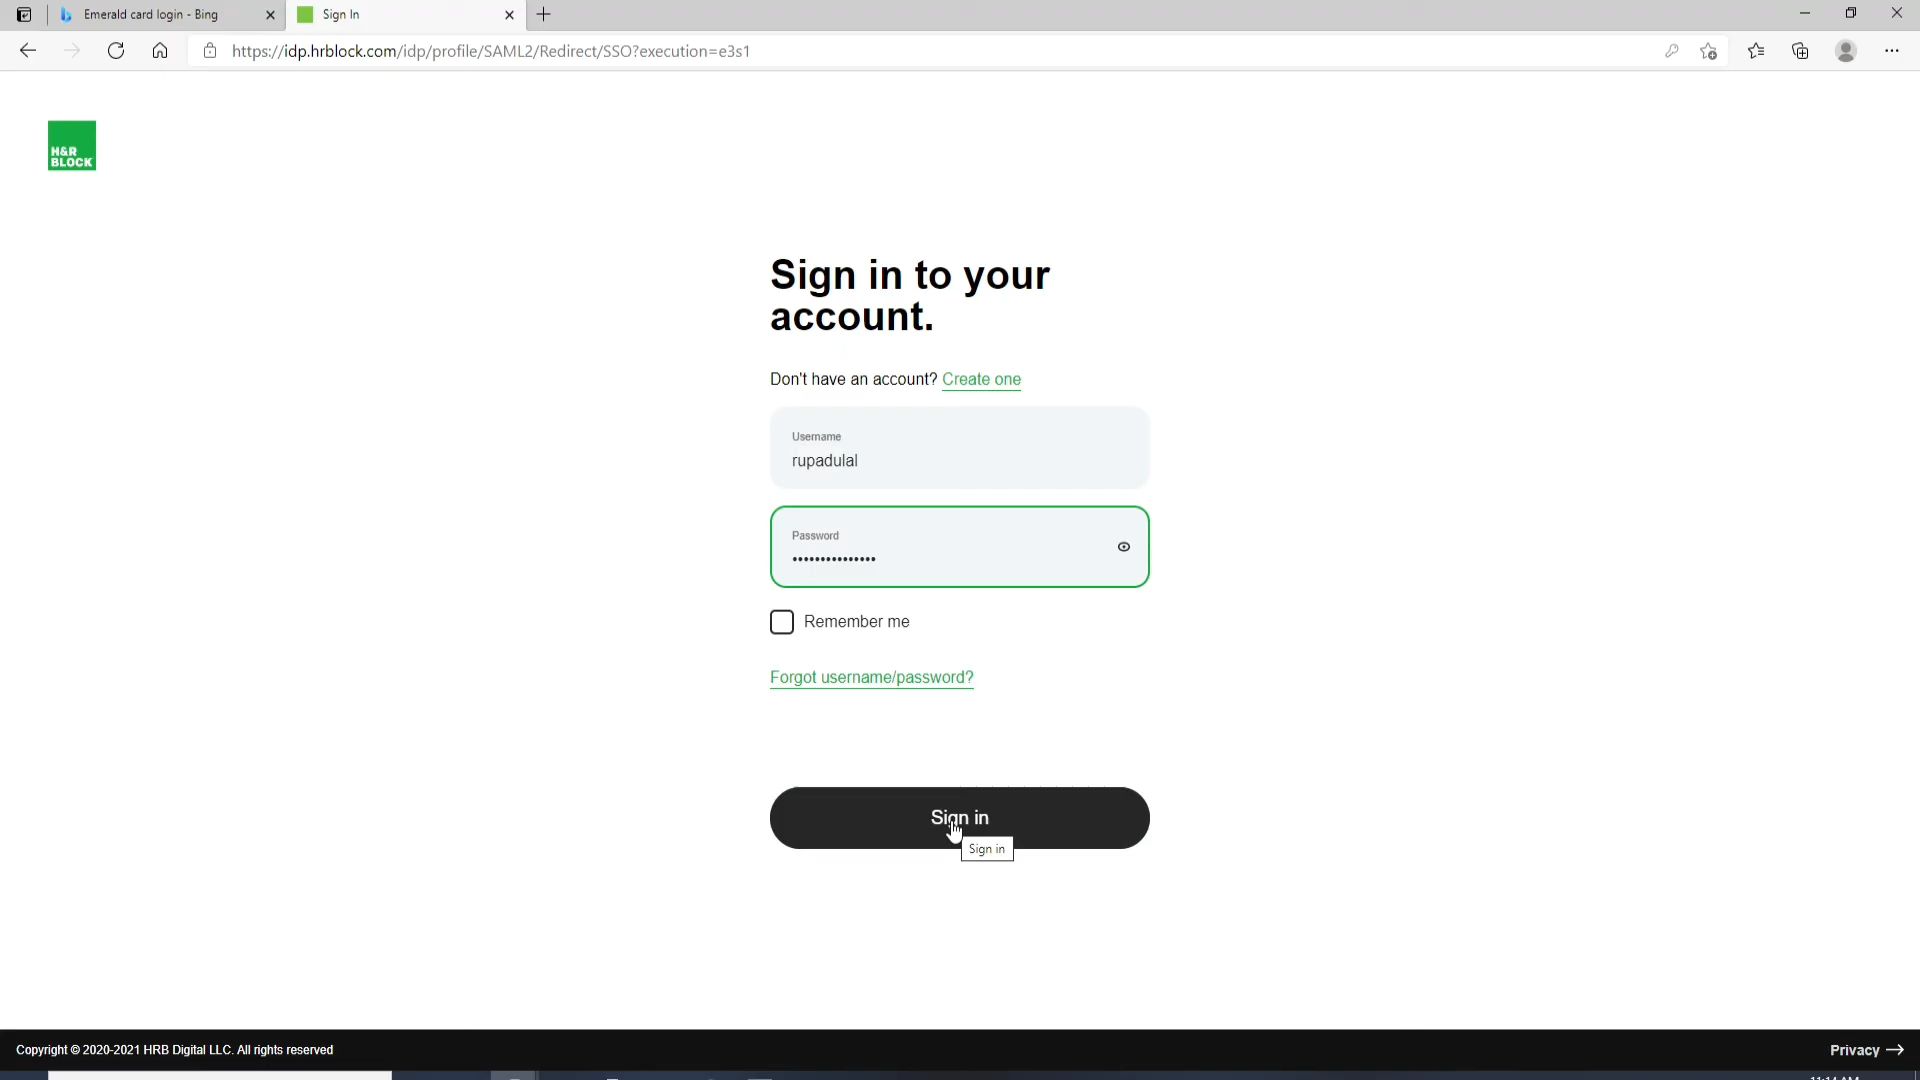 Emerald card login - Bing
Sign In
https://idp.hrblock.com/idp/profile/SAML2/Redirect/SSO?execution=e3s1
H&R
BLOCK
Sign in to your
account.
Don't have an account? Create one
Username
rupadulal
Password
•••••••••••••••
Remember me
Forgot username/password?
Sign in
Sign in
Copyright © 2020-2021 HRB Digital LLC. All rights reserved
Privacy →